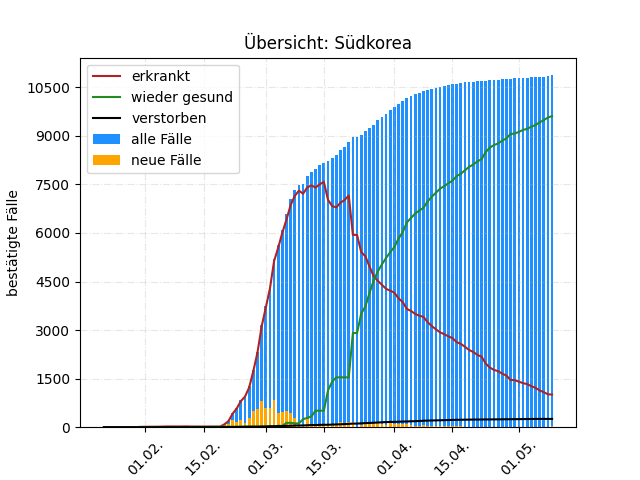 Übersicht: Südkorea
erkrankt
wieder gesund
verstorben
alle Fälle
neue Fälle
bestätigte Fälle
10500
9000
7500
6000
4500
3000
1500
0
01.02.
15.02.
01.03.
15.03.
01.04.
15.04.
01.05.